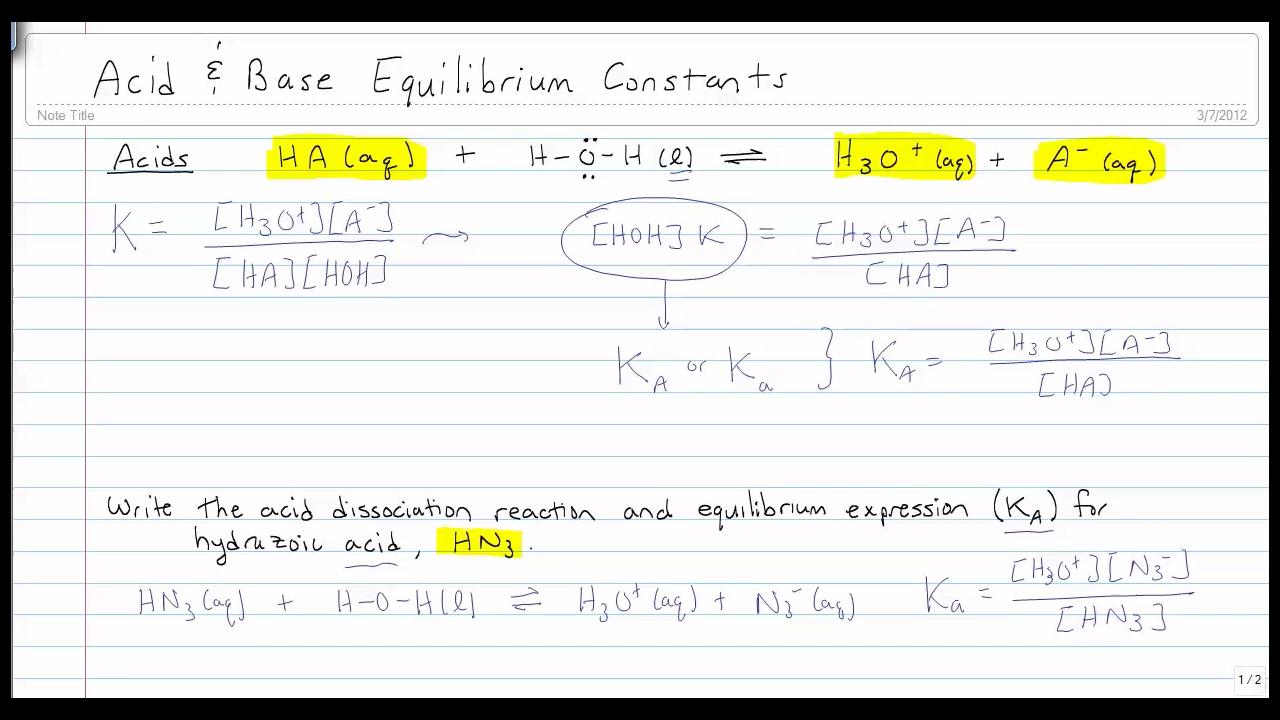 Acid & Base Equilibrium Constants
Note Title
3/7/2012
Acids HA (aq) + H-O-H (l) ⇌ H3O+ (aq) + A- (aq)
K = [H3O+][A-] / [HA][HOH] → [HOH] K = [H3O+][A-] / [HA]
KA or Ka } KA = [H3O+][A-] / [HA]
Write the acid dissociation reaction and equilibrium expression (KA) for
hydrazoic acid, HN3.
HN3 (aq) + H-O-H (l) ⇌ H3O+ (aq) + N3- (aq) Ka = [H3O+][N3-] / [HN3]
1/2